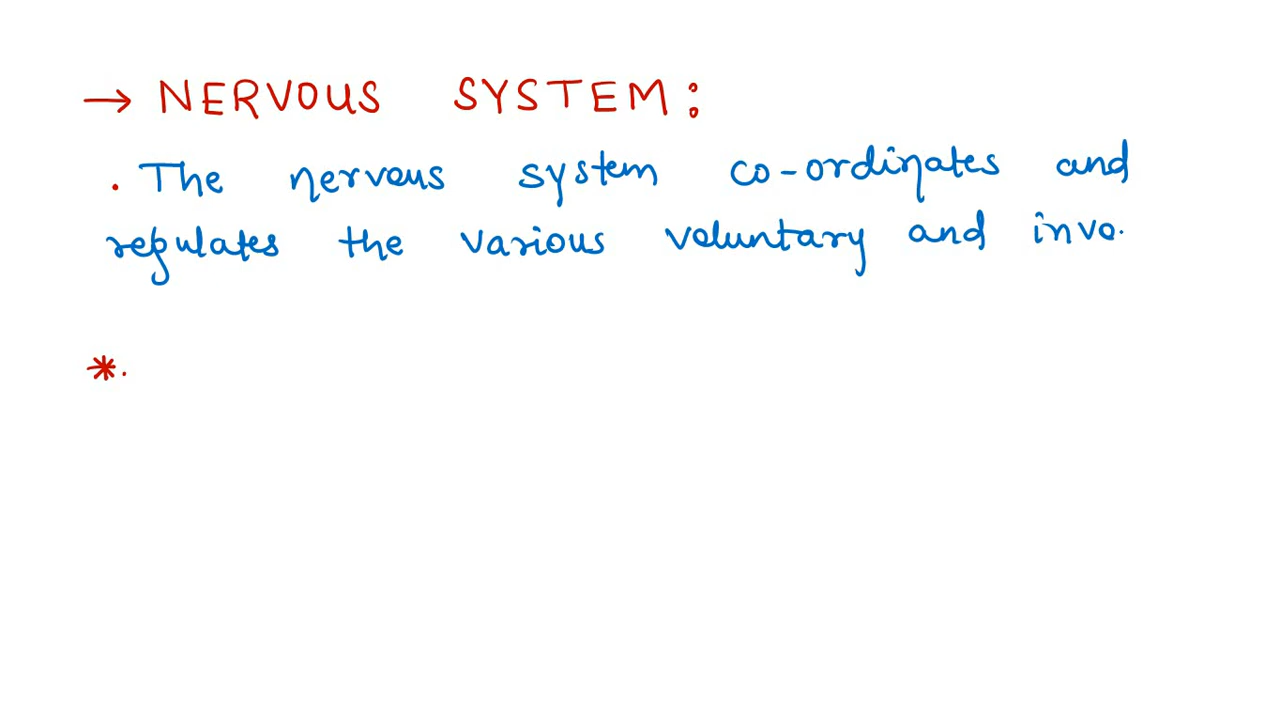 → NERVOUS SYSTEM:
. The nervous system co-ordinates and
regulates the various voluntary and invo.
*.